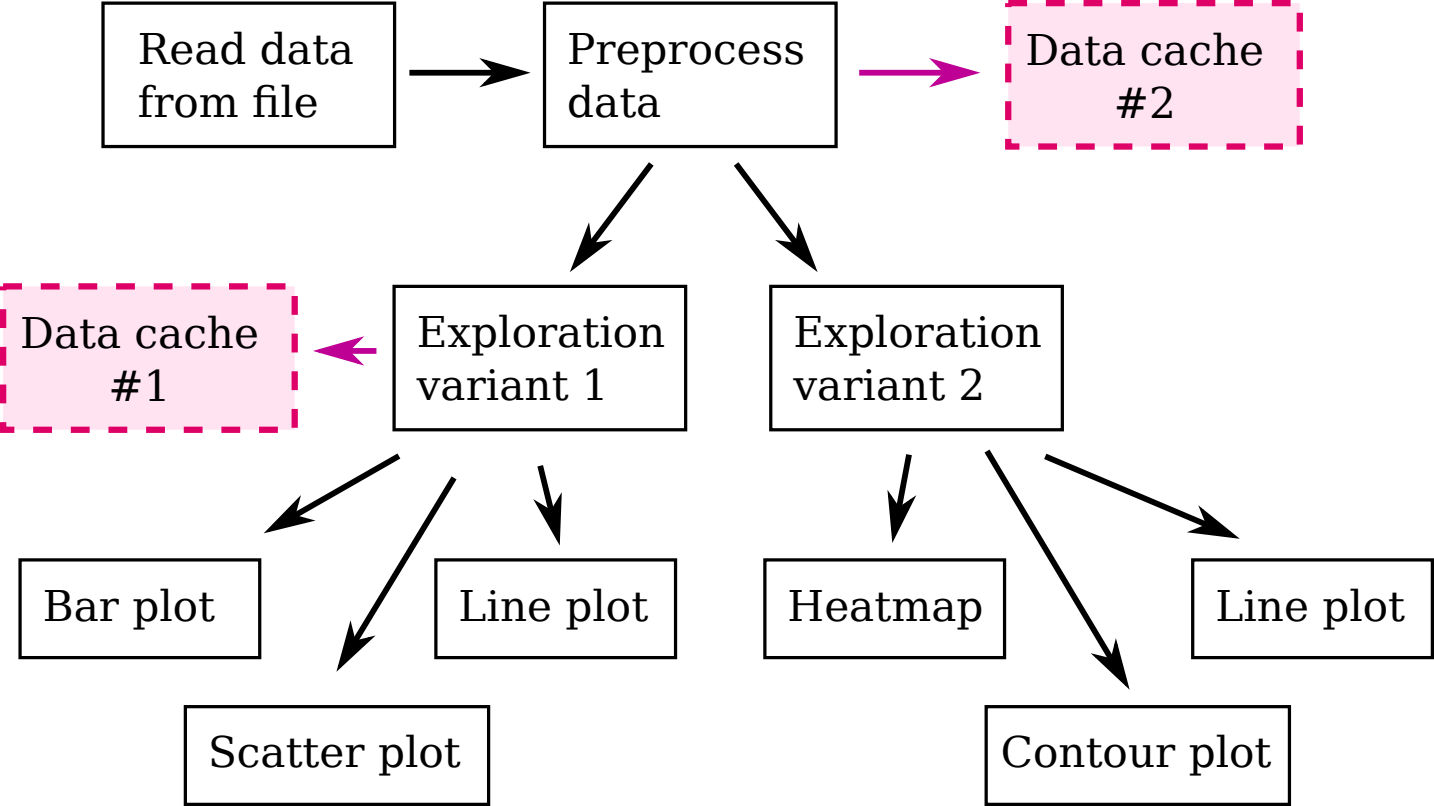 Read data
from file
Preprocess
data
Data cache
#2
Data cache
#1
Exploration
variant 1
Exploration
variant 2
Bar plot
Line plot
Heatmap
Line plot
Scatter plot
Contour plot